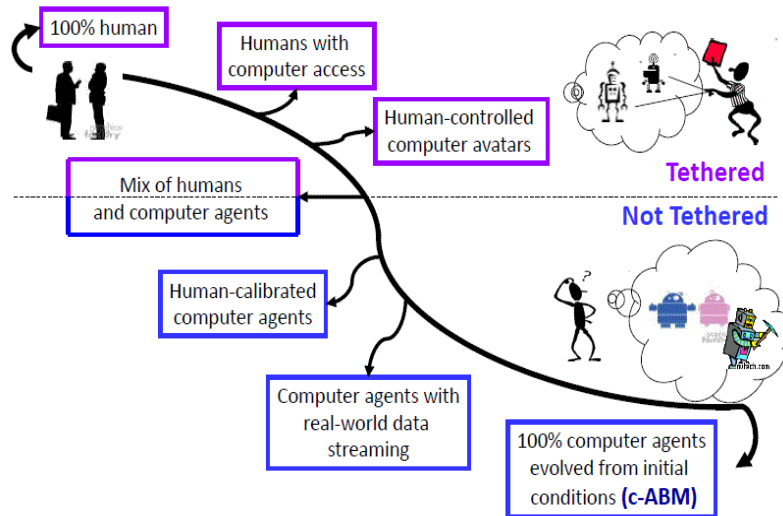 100% human
Humans with
computer access
Human-controlled
computer avatars
Tethered
Mix of humans
and computer agents
Not Tethered
Human-calibrated
computer agents
?
Computer agents with
real-world data
streaming
100% computer agents
evolved from initial
conditions (c-ABM)